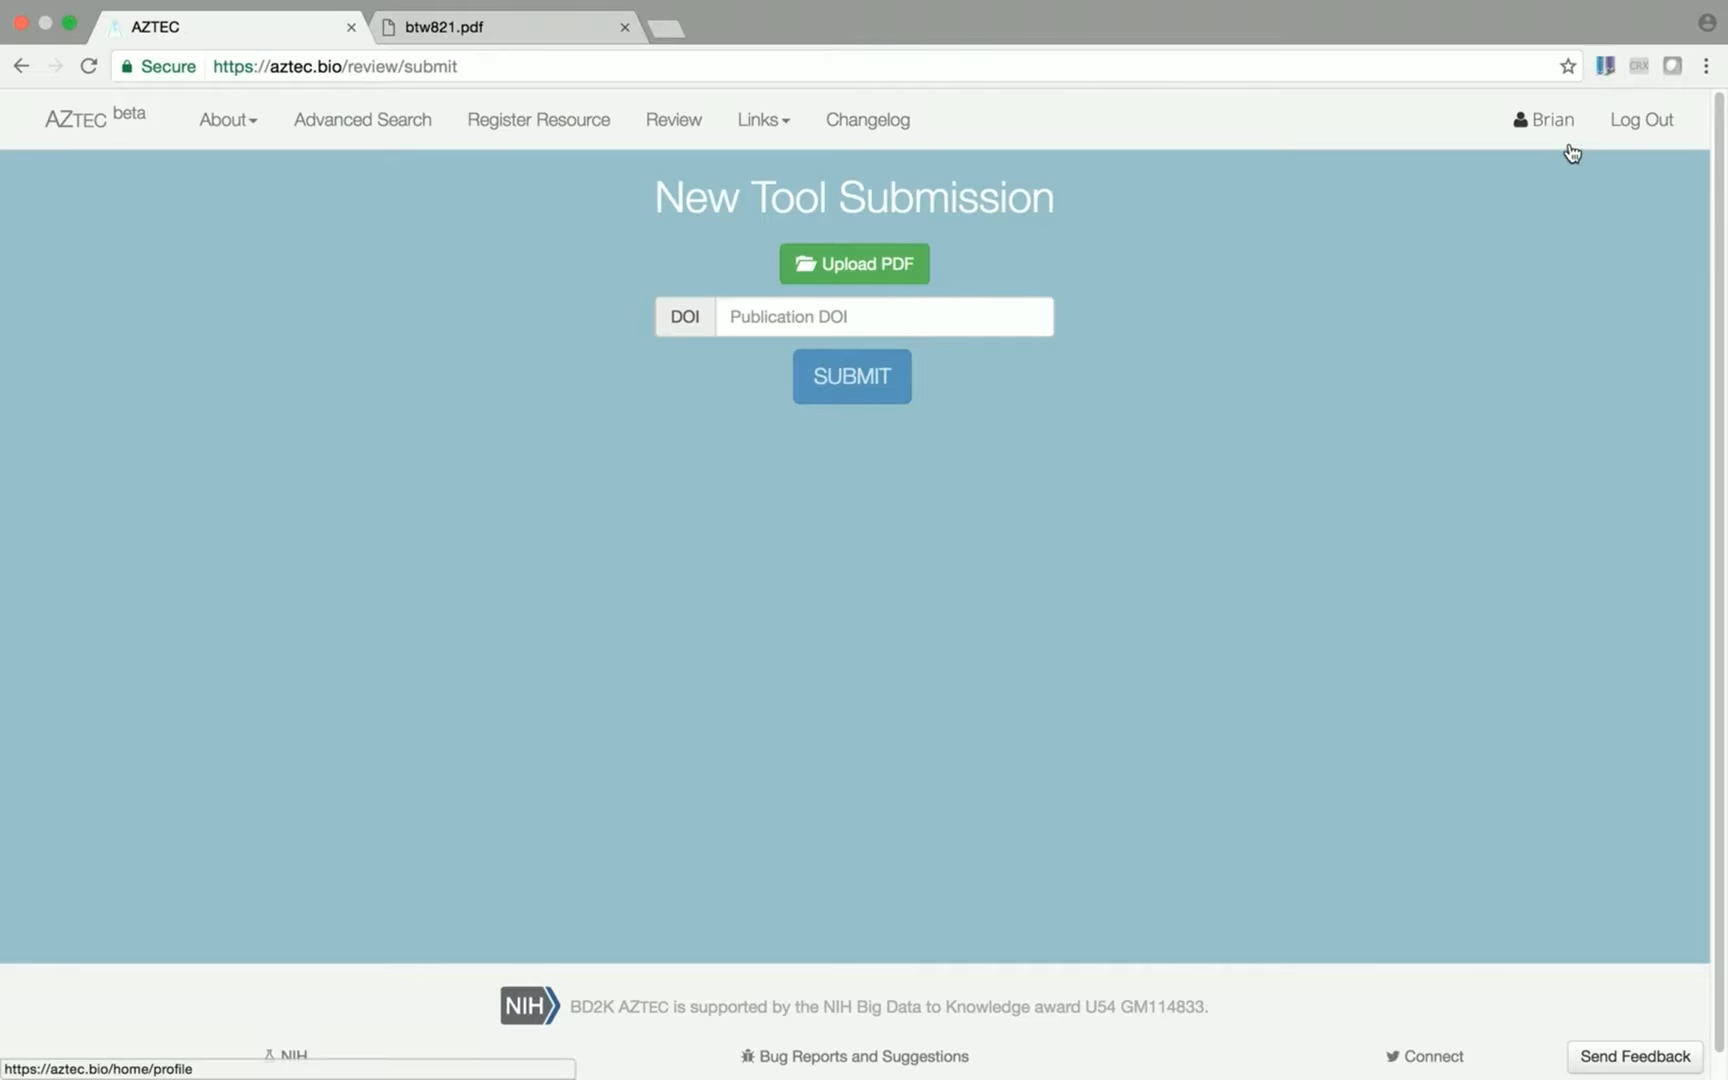 AZTEC
btw821.pdf
Secure https://aztec.bio/review/submit
CRX
AZTEC beta About Advanced Search Register Resource Review Links Changelog Brian Log Out
New Tool Submission
Upload PDF
DOI Publication DOI
SUBMIT
NIH BD2K AZTEC is supported by the NIH Big Data to Knowledge award U54 GM114833.
NIH Bug Reports and Suggestions Connect Send Feedback
https://aztec.bio/home/profile